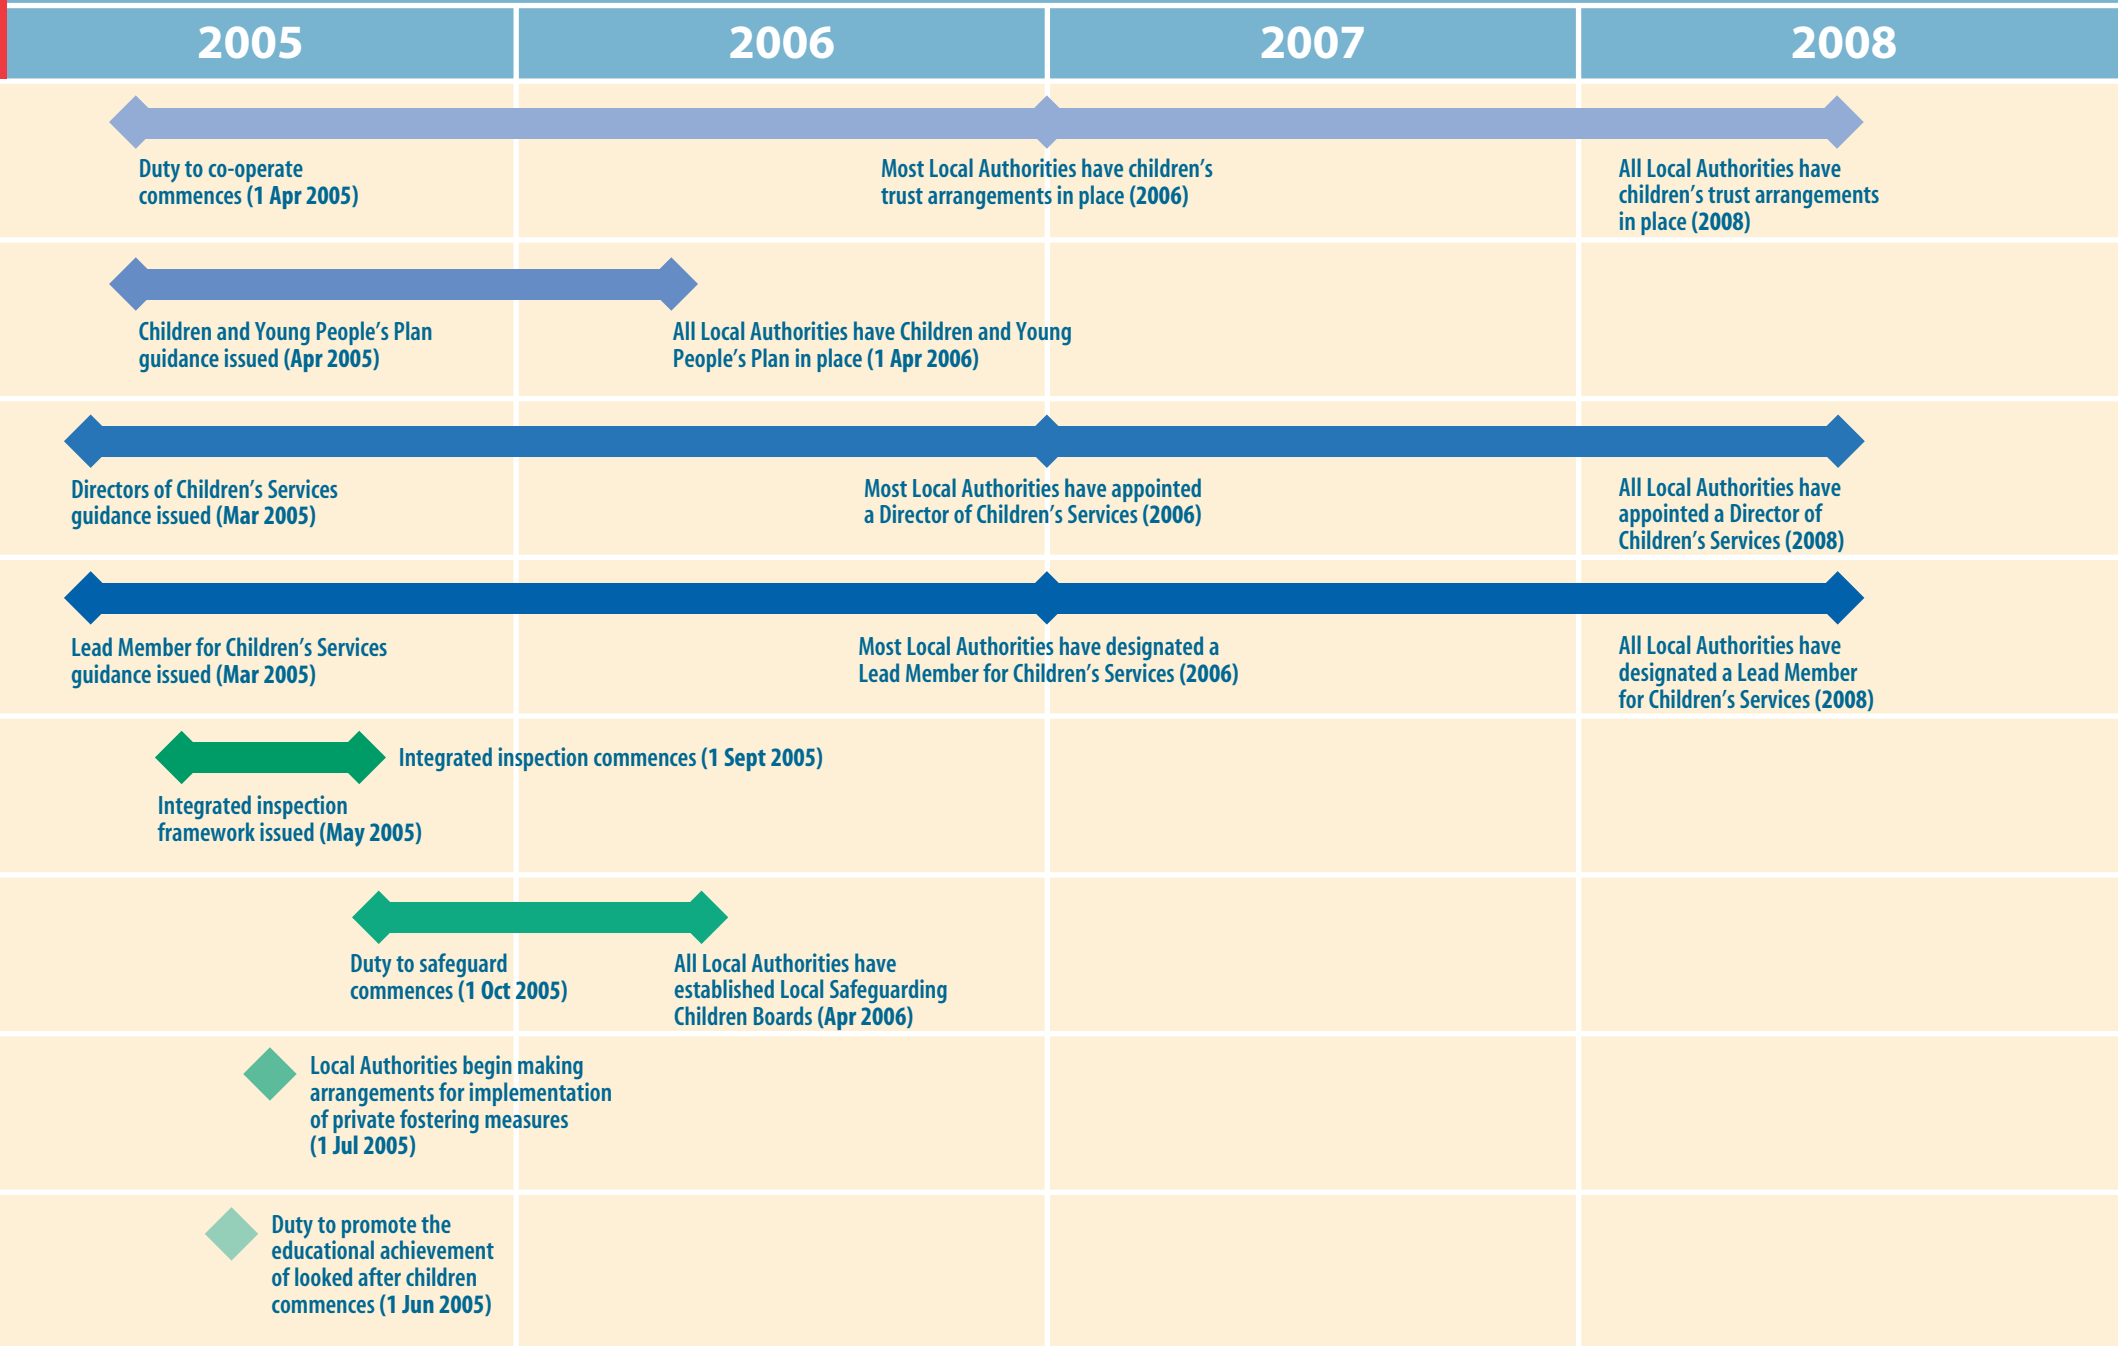 2005
2006
2007
2008
Duty to co-operate
commences (1 Apr 2005)
Most Local Authorities have children’s
trust arrangements in place (2006)
All Local Authorities have
children’s trust arrangements
in place (2008)
Children and Young People’s Plan
guidance issued (Apr 2005)
All Local Authorities have Children and Young
People’s Plan in place (1 Apr 2006)
Directors of Children’s Services
guidance issued (Mar 2005)
Most Local Authorities have appointed
a Director of Children’s Services (2006)
All Local Authorities have
appointed a Director of
Children’s Services (2008)
Lead Member for Children’s Services
guidance issued (Mar 2005)
Most Local Authorities have designated a
Lead Member for Children’s Services (2006)
All Local Authorities have
designated a Lead Member
for Children’s Services (2008)
Integrated inspection commences (1 Sept 2005)
Integrated inspection
framework issued (May 2005)
Duty to safeguard
commences (1 Oct 2005)
All Local Authorities have
established Local Safeguarding
Children Boards (Apr 2006)
Local Authorities begin making
arrangements for implementation
of private fostering measures
(1 Jul 2005)
Duty to promote the
educational achievement
of looked after children
commences (1 Jun 2005)